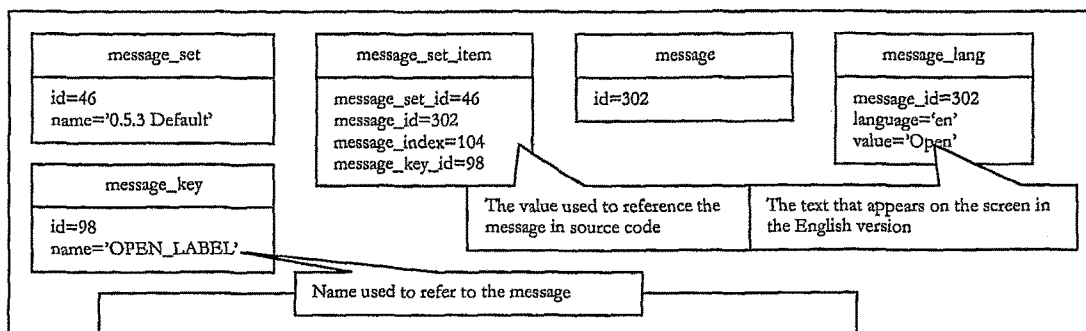 message_set
id=46
name='0.5.3 Default'
message_set_item
message_set_id=46
message_id=302
message_index=104
message_key_id=98
message
id=302
message_lang
message_id=302
language='en'
value='Open'
message_key
id=98
name='OPEN_LABEL'
The value used to reference the
message in source code
The text that appears on the screen in
the English version
Name used to refer to the message